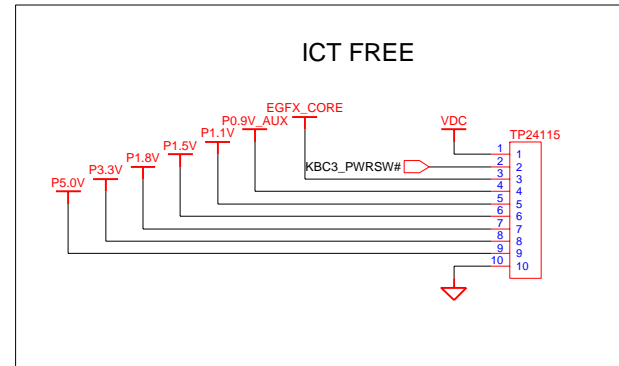 ICT FREE
EGFX_CORE
P0.9V_AUX
VDC
P1.1V
TP24115
P1.5V
P1.8V
P3.3V
P5.0V
KBC3_PWRSW#
1 1
2 2
3 3
4 4
5 5
6 6
7 7
8 8
9 9
10 10